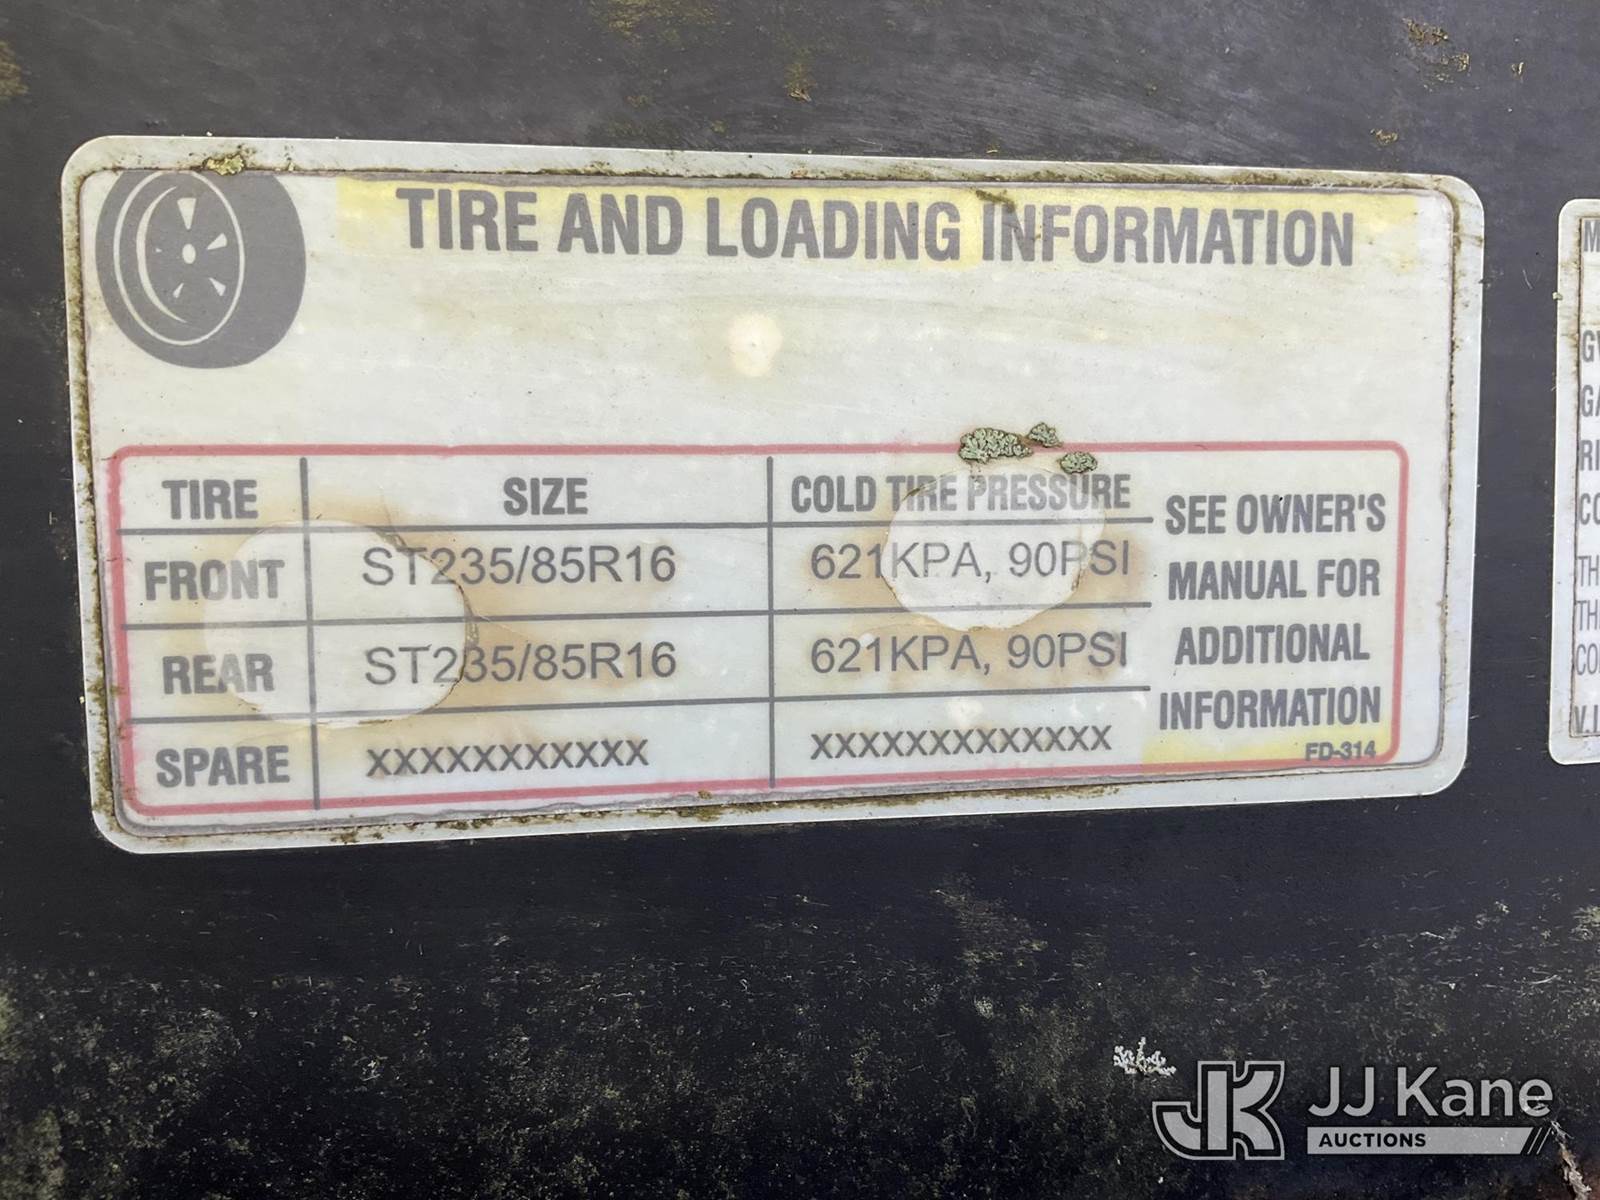 TIRE AND LOADING INFORMATION
TIRE SIZE COLD TIRE PRESSURE
FRONT ST235/85R16 621KPA, 90PSI
REAR ST235/85R16 621KPA, 90PSI
SPARE XXXXXXXXXXX XXXXXXXXXXXXX
SEE OWNER'S
MANUAL FOR
ADDITIONAL
INFORMATION
FD-314
JK JJ Kane
AUCTIONS